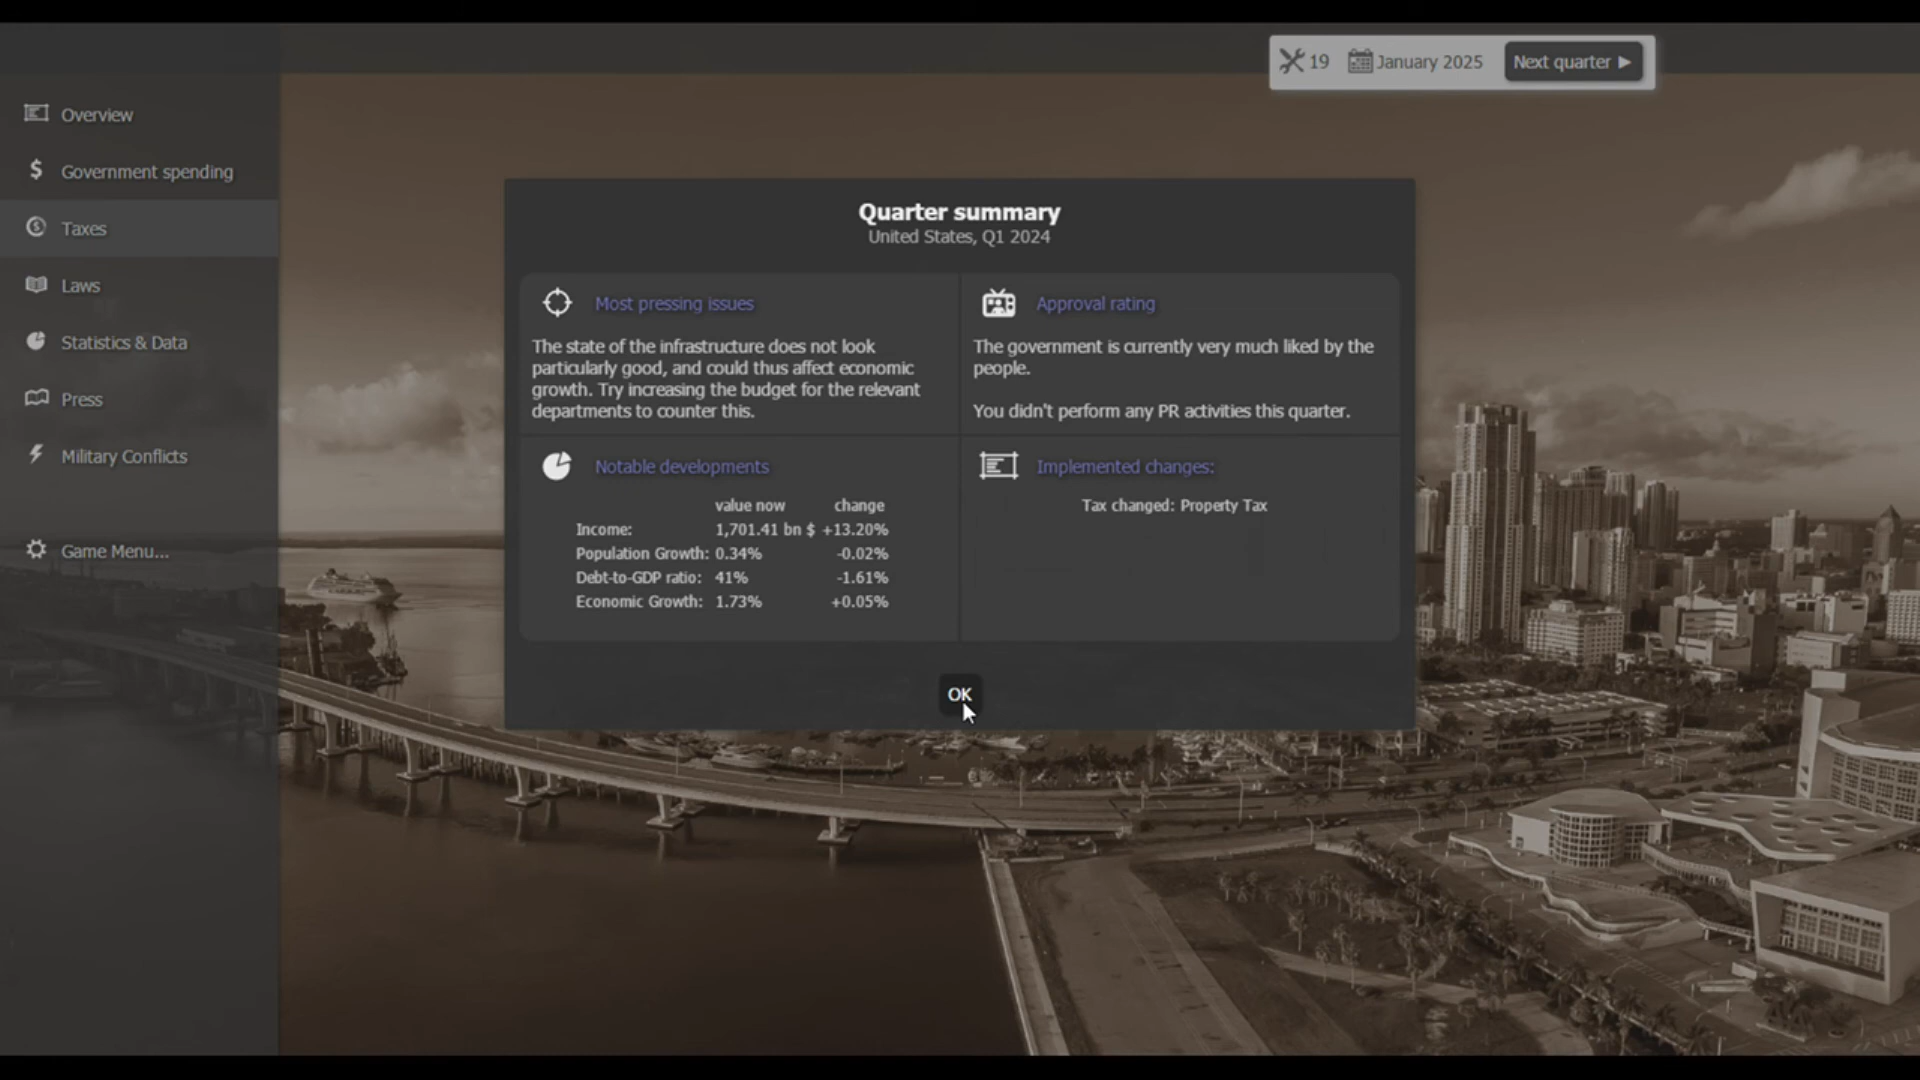 19 January 2025 Next quarter
Overview
Government spending
Taxes
Laws
Statistics & Data
Press
Military Conflicts
Game Menu...
Quarter summary
United States, Q1 2024
Most pressing issues
The state of the infrastructure does not look
particularly good, and could thus affect economic
growth. Try increasing the budget for the relevant
departments to counter this.
Approval rating
The government is currently very much liked by the
people.
You didn't perform any PR activities this quarter.
Notable developments
value now change
Income: 1,701.41 bn $ +13.20%
Population Growth: 0.34% -0.02%
Debt-to-GDP ratio: 41% -1.61%
Economic Growth: 1.73% +0.05%
Implemented changes:
Tax changed: Property Tax
OK